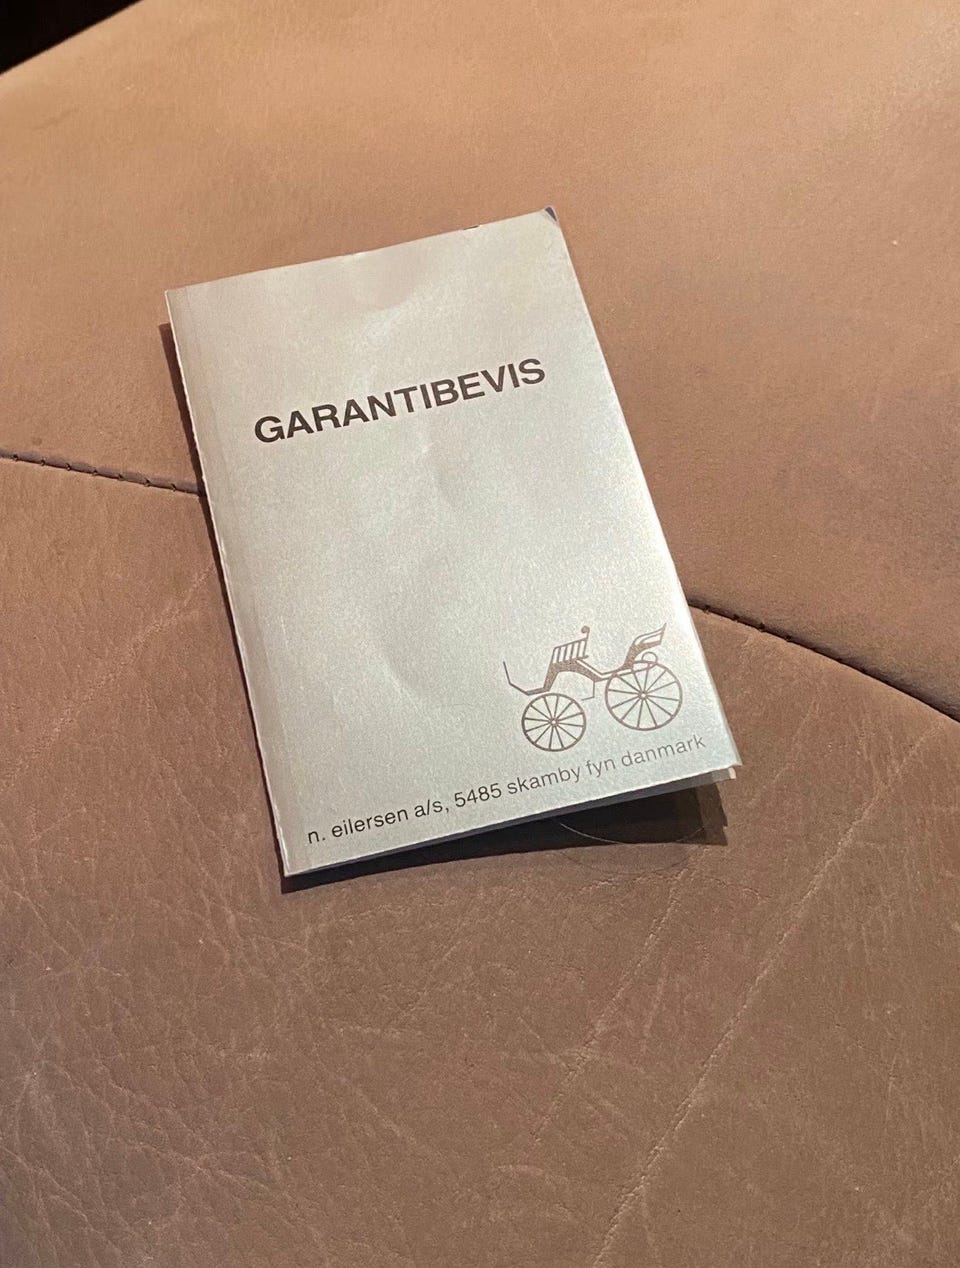 GARANTIBEVIS
n. eilersen a/s, 5485 skamby fyn danmark